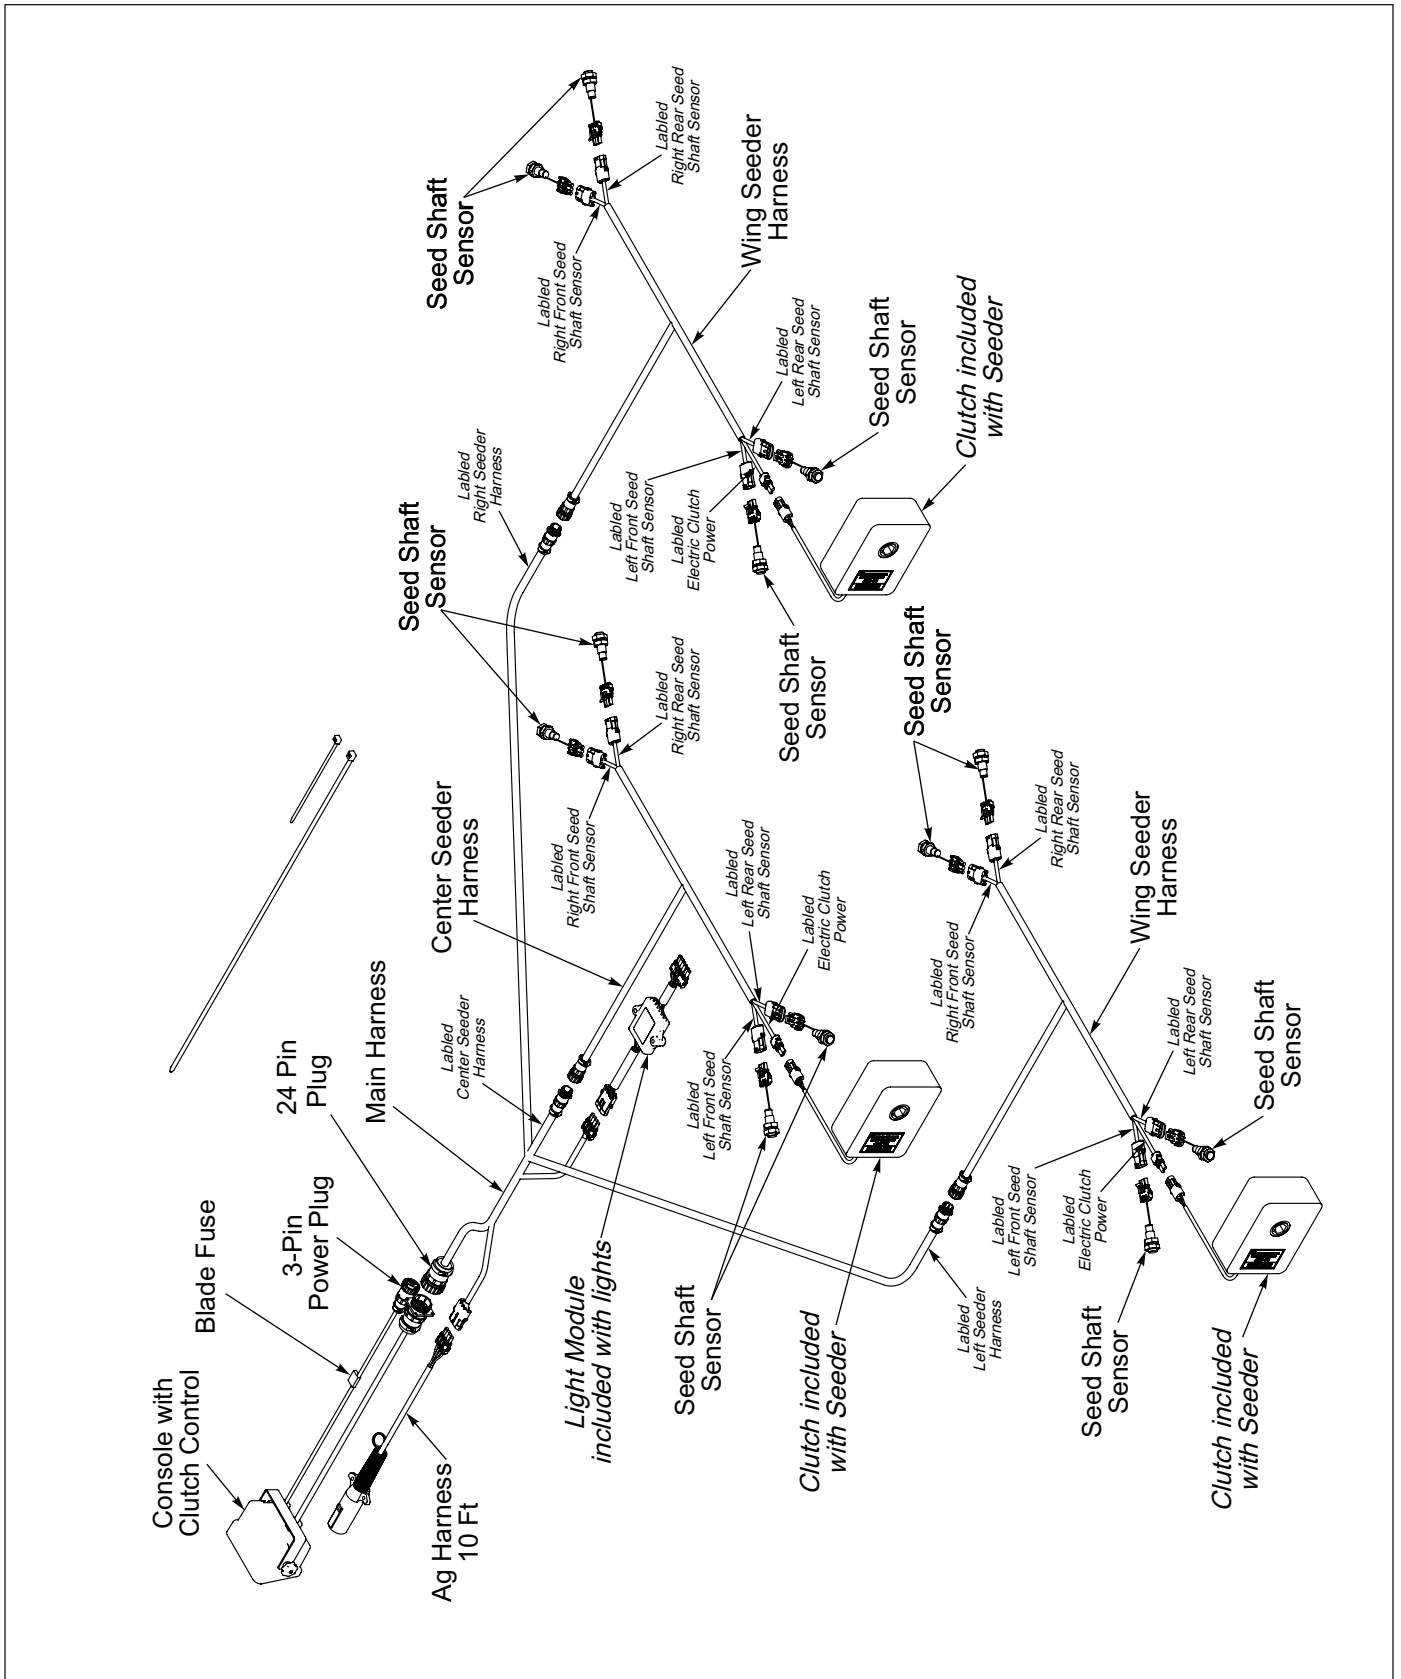 Console with
Clutch Control
Blade Fuse
3-Pin
Power Plug
24 Pin
Plug
Main Harness
Ag Harness
10 Ft
Labled
Center Seeder
Harness
Center Seeder
Harness
Seed Shaft
Sensor
Seed Shaft
Sensor
Labled
Right Seeder
Harness
Labled
Right Front Seed
Shaft Sensor
Labled
Right Rear Seed
Shaft Sensor
Wing Seeder
Harness
Light Module
included with lights
Labled
Right Front Seed
Shaft Sensor
Labled
Right Rear Seed
Shaft Sensor
Labled
Left Front Seed
Shaft Sensor
Labled
Electric Clutch
Power
Labled
Left Rear Seed
Shaft Sensor
Seed Shaft
Sensor
Seed Shaft
Sensor
Clutch included
with Seeder
Seed Shaft
Sensor
Labled
Left Front Seed
Shaft Sensor
Labled
Left Rear Seed
Shaft Sensor
Labled
Electric Clutch
Power
Clutch included
with Seeder
Seed Shaft
Sensor
Labled
Left Seeder
Harness
Labled
Right Front Seed
Shaft Sensor
Labled
Right Rear Seed
Shaft Sensor
Wing Seeder
Harness
Labled
Left Front Seed
Shaft Sensor
Labled
Electric Clutch
Power
Labled
Left Rear Seed
Shaft Sensor
Seed Shaft
Sensor
Seed Shaft
Sensor
Clutch included
with Seeder